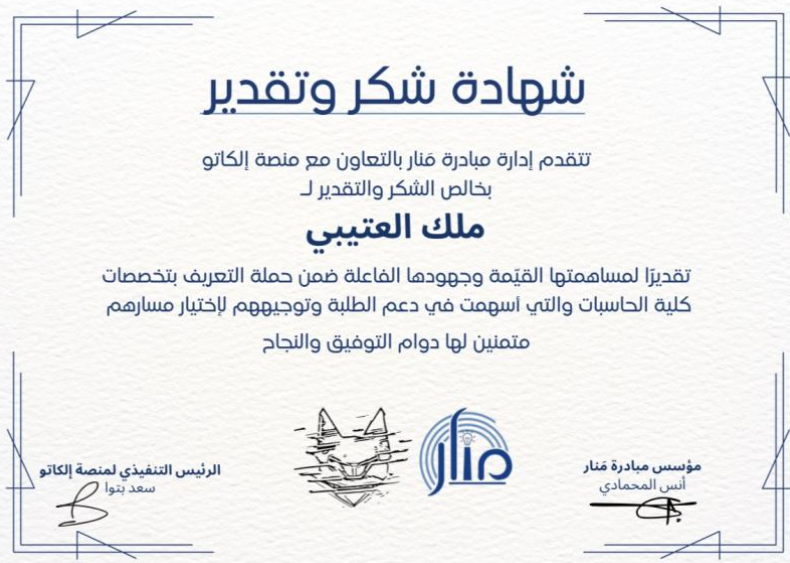 شهادة شكر وتقدير
تتقدم إدارة مبادرة مَنار بالتعاون مع منصة إلكاتو
بخالص الشكر والتقدير لـ
ملك العتيبي
تقديرًا لمساهمتها القيّمة وجهودها الفاعلة ضمن حملة التعريف بتخصصات
كلية الحاسبات والتي أسهمت في دعم الطلبة وتوجيههم لإختيار مسارهم
متمنين لها دوام التوفيق والنجاح
منار
مؤسس مبادرة مَنار
أنس المحمادي
الرئيس التنفيذي لمنصة إلكاتو
سعد بتوا